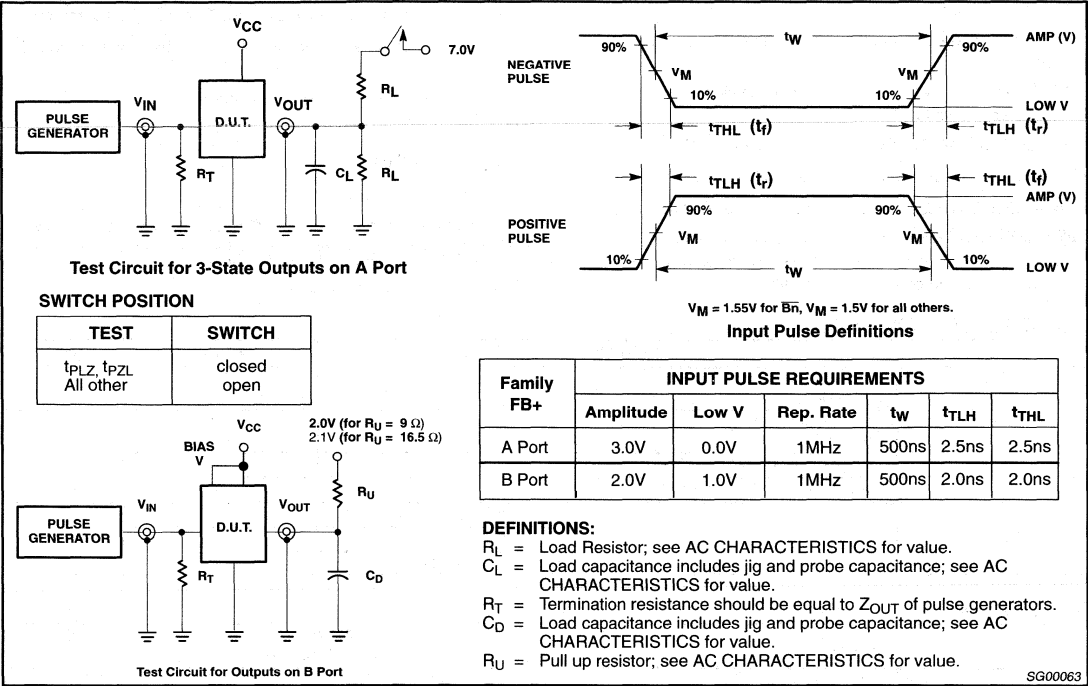 VCC
7.0V
RL
PULSE
GENERATOR
VIN
D.U.T.
VOUT
RT
CL
RL
Test Circuit for 3-State Outputs on A Port
NEGATIVE
PULSE
90%
tW
90%
AMP (V)
VM
VM
10%
10%
LOW V
tTHL (tf)
tTLH (tr)
tTLH (tr)
tTHL (tf)
AMP (V)
POSITIVE
PULSE
90%
90%
VM
VM
10%
tW
10%
LOW V
VM = 1.55V for B̅n̅, VM = 1.5V for all others.
Input Pulse Definitions
SWITCH POSITION
TEST SWITCH
tPLZ, tPZL closed
All other open
Family
FB+
INPUT PULSE REQUIREMENTS
Amplitude Low V Rep. Rate tW tTLH tTHL
A Port 3.0V 0.0V 1MHz 500ns 2.5ns 2.5ns
B Port 2.0V 1.0V 1MHz 500ns 2.0ns 2.0ns
VCC
2.0V (for RU = 9 Ω)
2.1V (for RU = 16.5 Ω)
BIAS
V
RU
PULSE
GENERATOR
VIN
D.U.T.
VOUT
RT
CD
Test Circuit for Outputs on B Port
DEFINITIONS:
RL = Load Resistor; see AC CHARACTERISTICS for value.
CL = Load capacitance includes jig and probe capacitance; see AC
CHARACTERISTICS for value.
RT = Termination resistance should be equal to ZOUT of pulse generators.
CD = Load capacitance includes jig and probe capacitance; see AC
CHARACTERISTICS for value.
RU = Pull up resistor; see AC CHARACTERISTICS for value.
SG00063